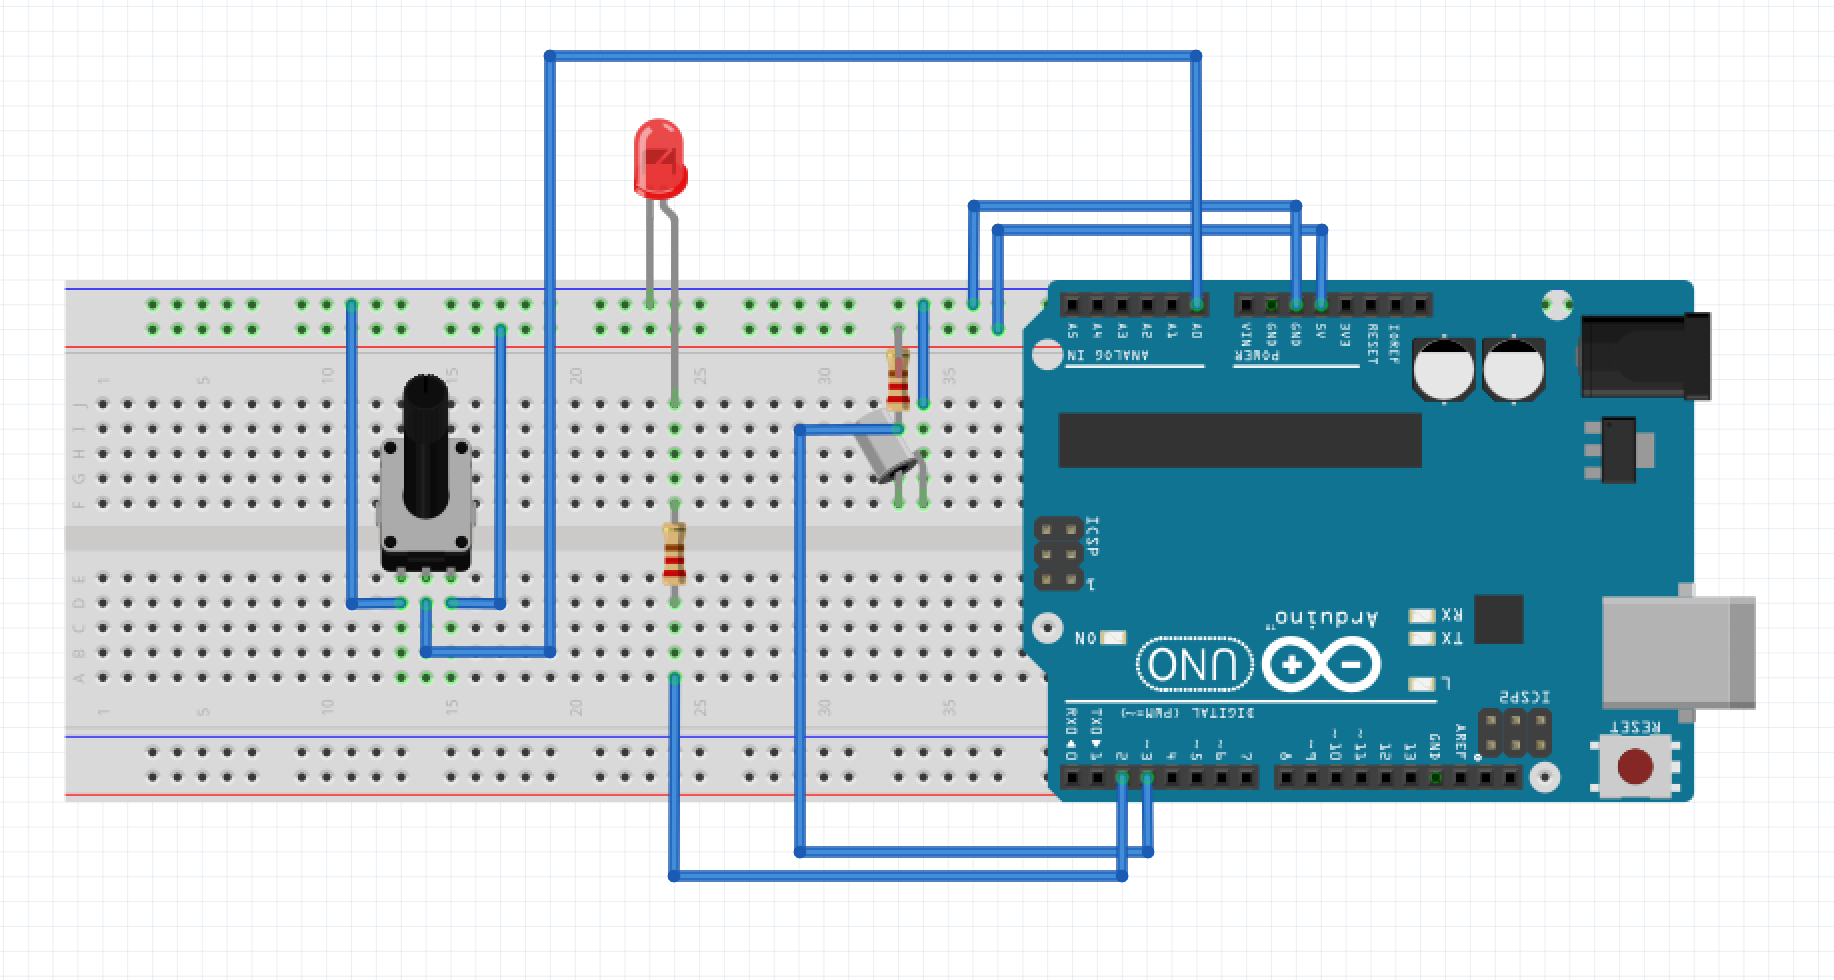 A5 A4 A3 A2 A1 A0
VIN GND GND 5V 3V3 RESET IOREF
ANALOG IN
POWER
1 5 10 15 20 25 30 35
J
I
H
G
F
ICSP
1
E
D
C
B
A
Arduino™
UNO
ON
RX
TX
L
ICSP2
1 5 10 15 20 25 30 35
DIGITAL (PWM=~)
RX0◄0 TX0►1 2 ~3 4 ~5 ~6 7 8 ~9 ~10 ~11 12 13 GND AREF
RESET